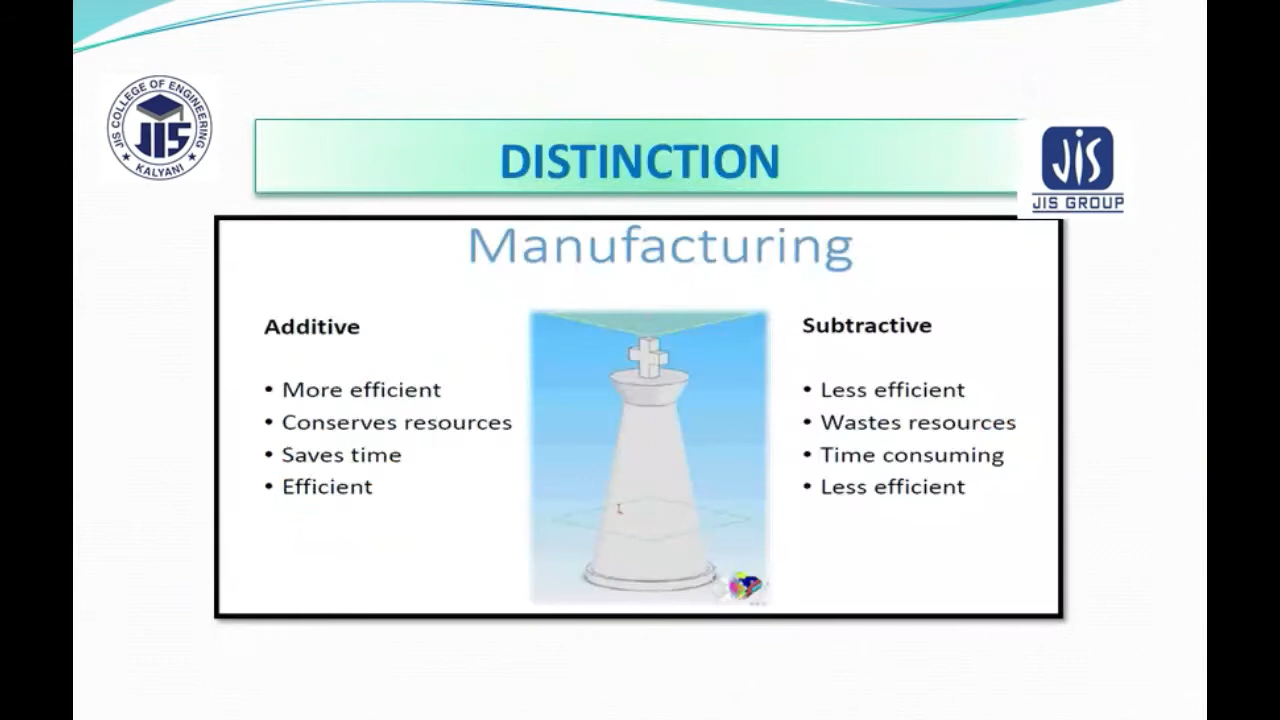 JIS COLLEGE OF ENGINEERING
JIS
KALYANI
DISTINCTION
JIS
JIS GROUP
Manufacturing
Additive
• More efficient
• Conserves resources
• Saves time
• Efficient
Subtractive
• Less efficient
• Wastes resources
• Time consuming
• Less efficient